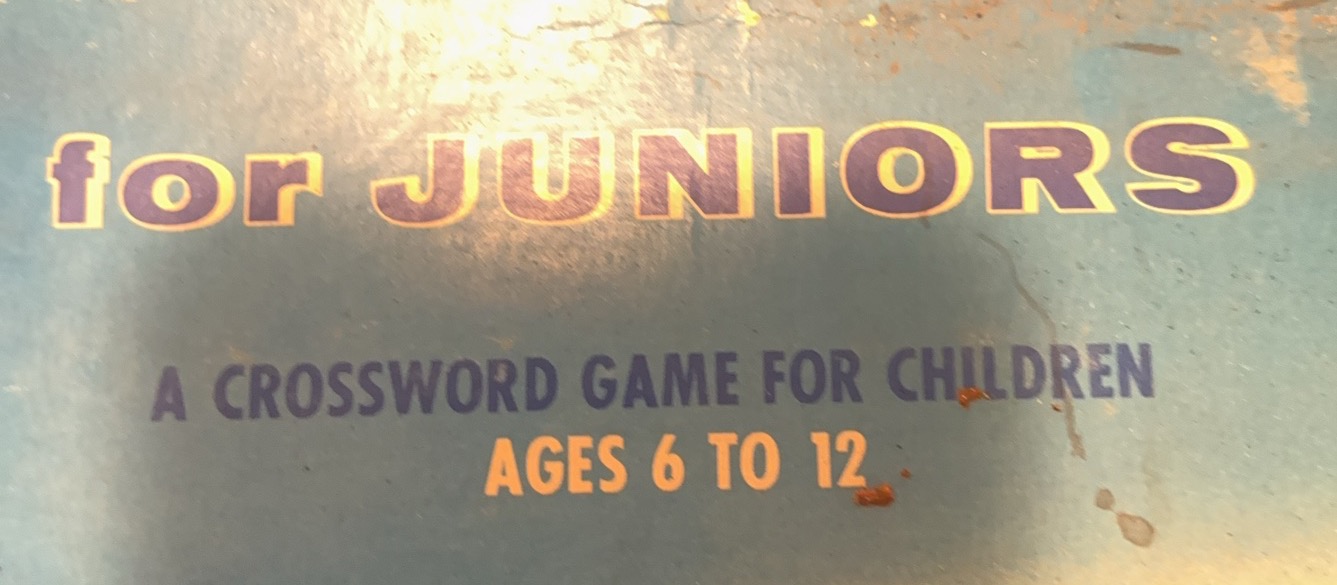 for JUNIORS
A CROSSWORD GAME FOR CHILDREN
AGES 6 TO 12